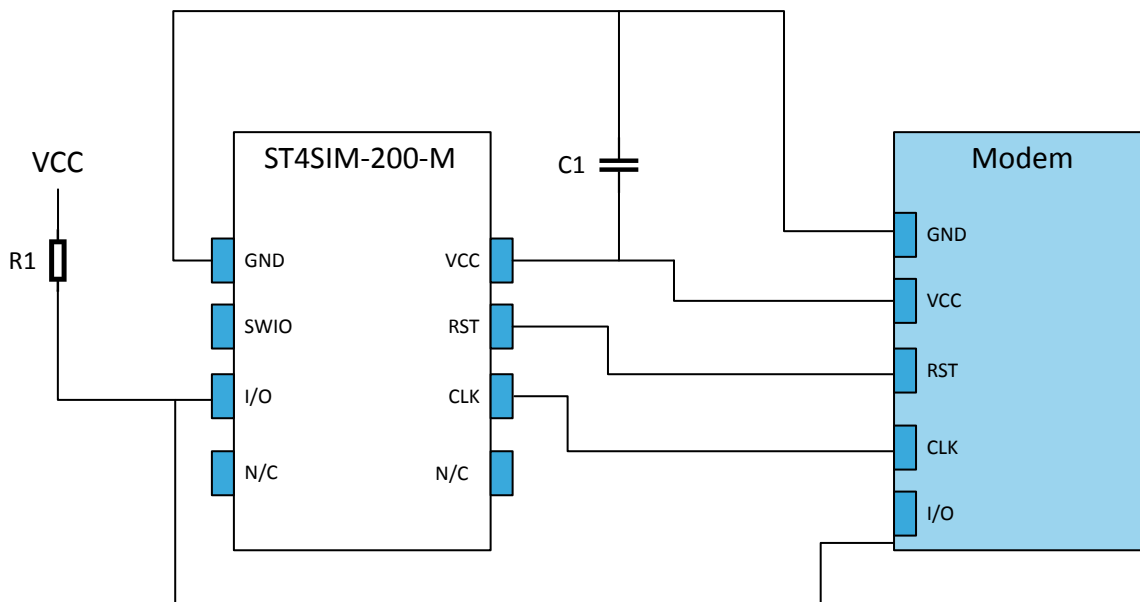 ST4SIM-200-M
Modem
VCC
C1
R1
GND
VCC
SWIO
RST
I/O
CLK
N/C
N/C
GND
VCC
RST
CLK
I/O